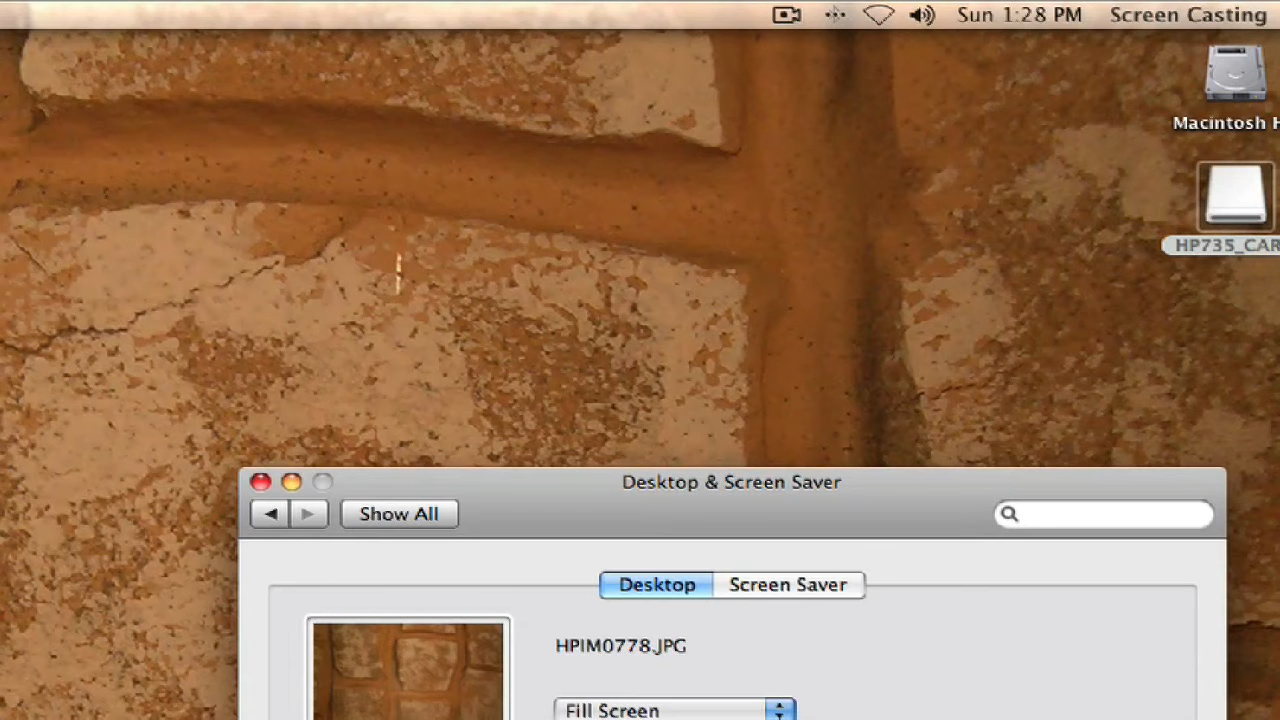 Sun 1:28 PM Screen Casting
Macintosh H
HP735_CAR
Desktop & Screen Saver
Show All
Desktop Screen Saver
HPIM0778.JPG
Fill Screen